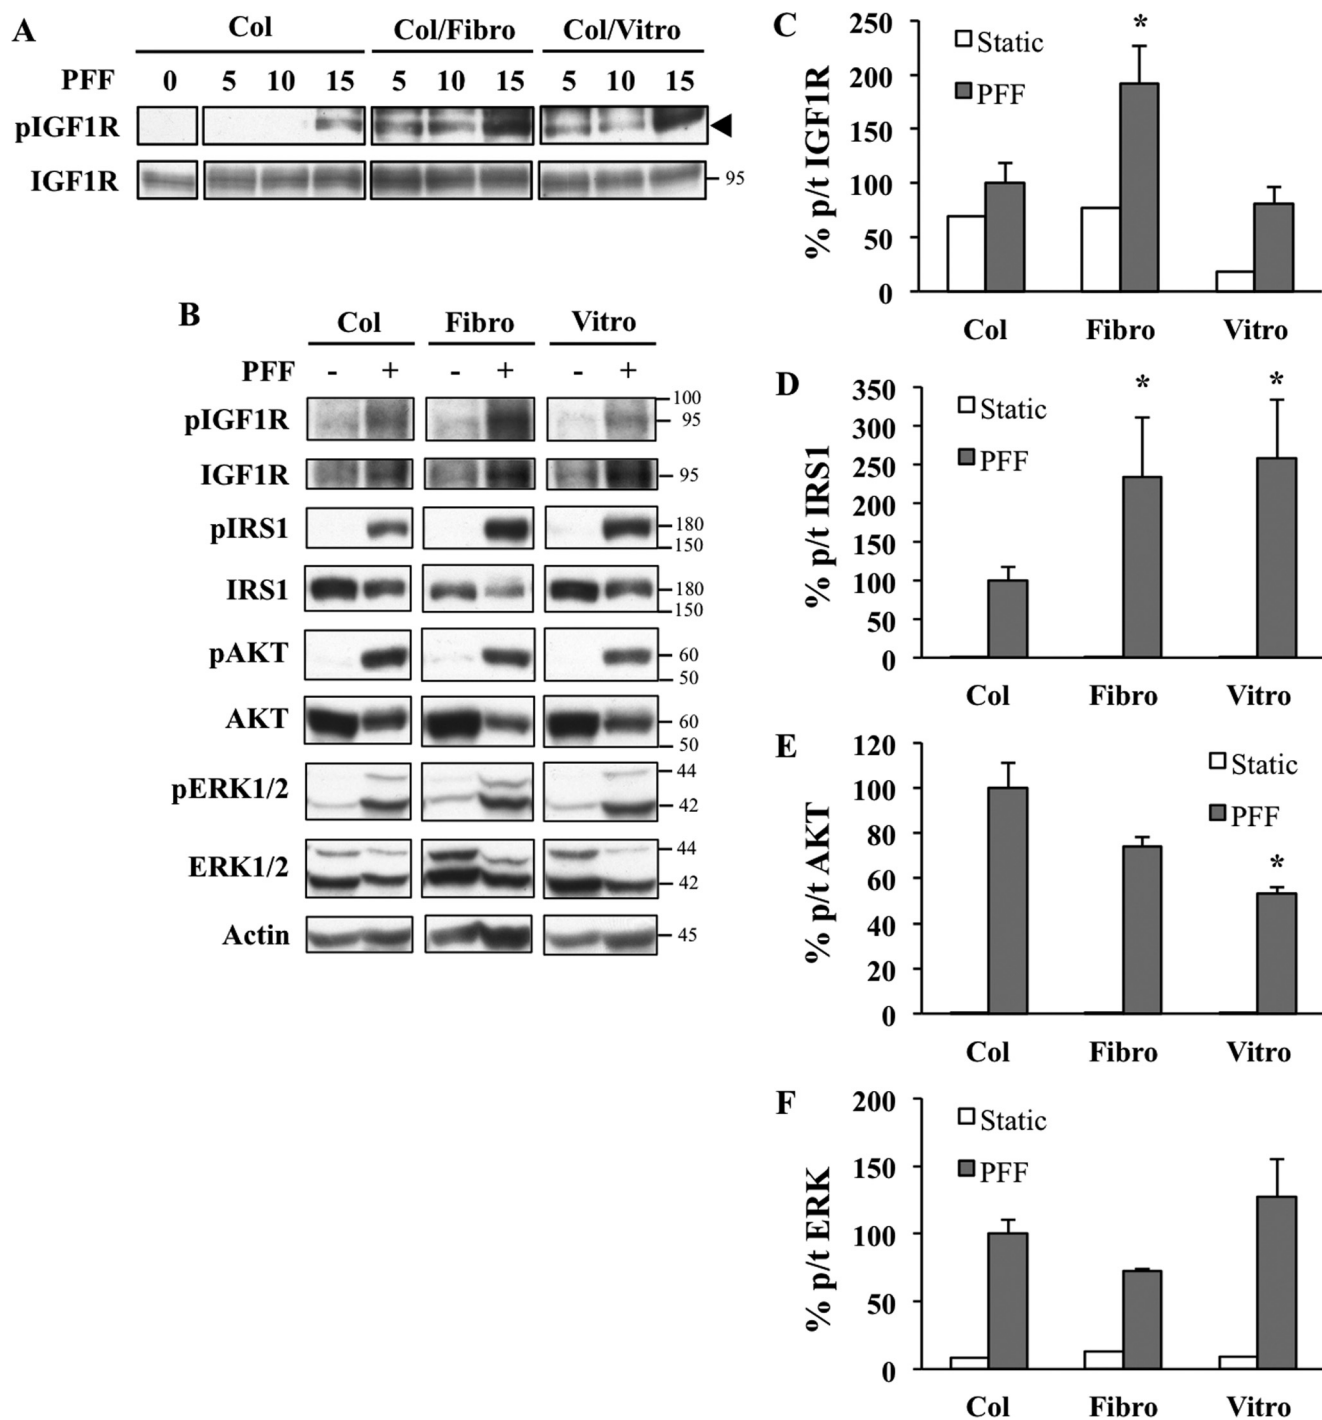 A
Col Col/Fibro Col/Vitro
PFF 0 5 10 15 5 10 15 5 10 15
pIGF1R
IGF1R 95
B
Col Fibro Vitro
PFF - + - + - +
100
pIGF1R 95
IGF1R 95
pIRS1 180
150
IRS1 180
150
pAKT 60
50
AKT 60
50
pERK1/2 44
42
ERK1/2 44
42
Actin 45
C
% p/t IGF1R
250
200
150
100
50
0
Static
PFF
*
Col Fibro Vitro
D
% p/t IRS1
350
300
250
200
150
100
50
0
Static
PFF
* *
Col Fibro Vitro
E
% p/t AKT
120
100
80
60
40
20
0
Static
PFF
*
Col Fibro Vitro
F
% p/t ERK
200
150
100
50
0
Static
PFF
Col Fibro Vitro